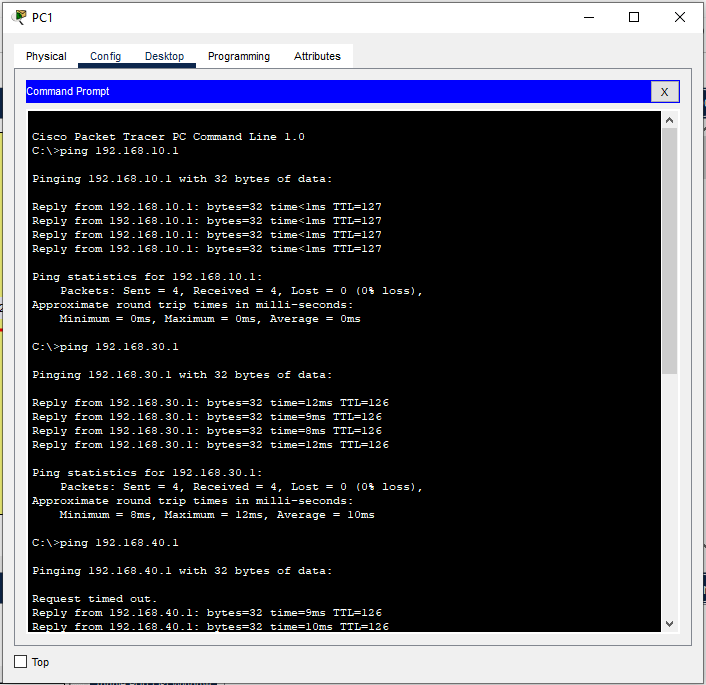 PC1
Physical Config Desktop Programming Attributes
Command Prompt
X
Cisco Packet Tracer PC Command Line 1.0
C:\>ping 192.168.10.1
Pinging 192.168.10.1 with 32 bytes of data:
Reply from 192.168.10.1: bytes=32 time<1ms TTL=127
Reply from 192.168.10.1: bytes=32 time<1ms TTL=127
Reply from 192.168.10.1: bytes=32 time<1ms TTL=127
Reply from 192.168.10.1: bytes=32 time<1ms TTL=127
Ping statistics for 192.168.10.1:
Packets: Sent = 4, Received = 4, Lost = 0 (0% loss),
Approximate round trip times in milli-seconds:
Minimum = 0ms, Maximum = 0ms, Average = 0ms
C:\>ping 192.168.30.1
Pinging 192.168.30.1 with 32 bytes of data:
Reply from 192.168.30.1: bytes=32 time=12ms TTL=126
Reply from 192.168.30.1: bytes=32 time=9ms TTL=126
Reply from 192.168.30.1: bytes=32 time=8ms TTL=126
Reply from 192.168.30.1: bytes=32 time=12ms TTL=126
Ping statistics for 192.168.30.1:
Packets: Sent = 4, Received = 4, Lost = 0 (0% loss),
Approximate round trip times in milli-seconds:
Minimum = 8ms, Maximum = 12ms, Average = 10ms
C:\>ping 192.168.40.1
Pinging 192.168.40.1 with 32 bytes of data:
Request timed out.
Reply from 192.168.40.1: bytes=32 time=9ms TTL=126
Reply from 192.168.40.1: bytes=32 time=10ms TTL=126
Top